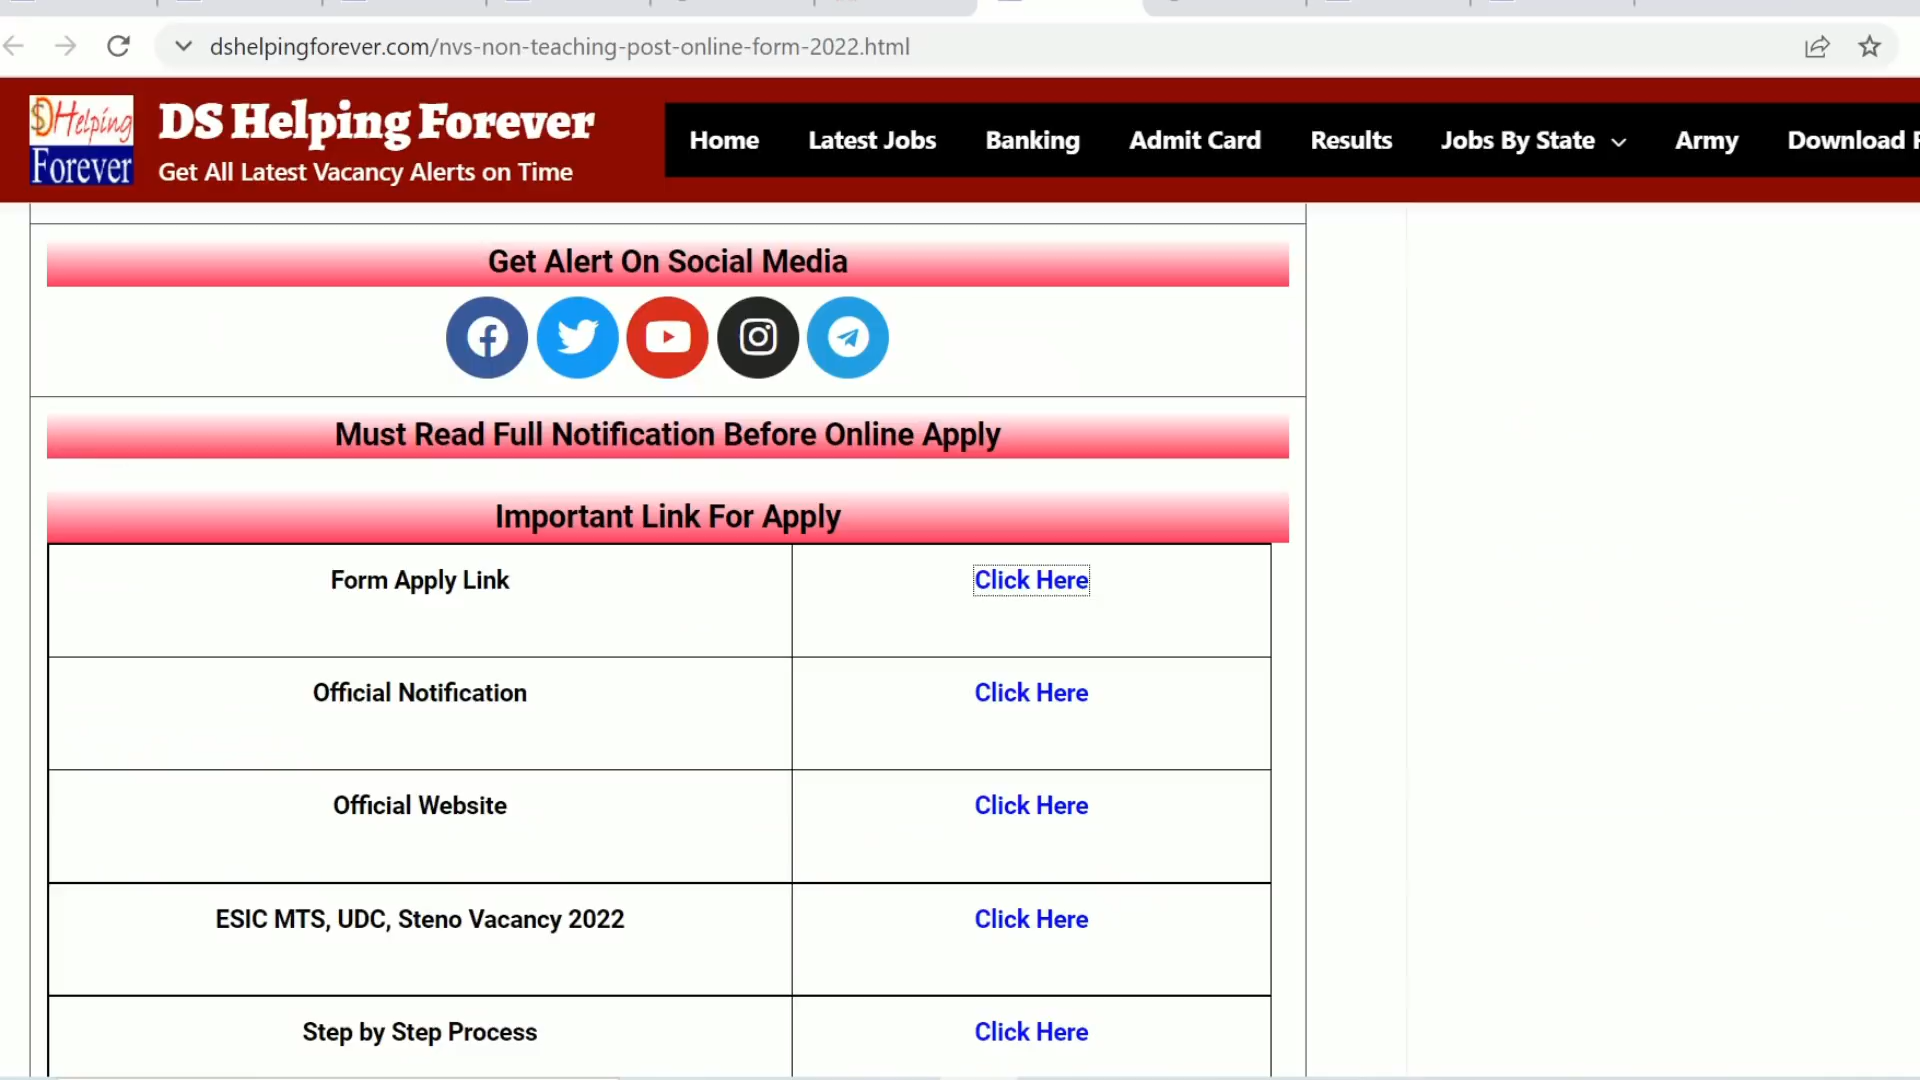 dshelpingforever.com/nvs-non-teaching-post-online-form-2022.html
DHelping
Forever
DS Helping Forever
Get All Latest Vacancy Alerts on Time
Home Latest Jobs Banking Admit Card Results Jobs By State Army Download
Get Alert On Social Media
Must Read Full Notification Before Online Apply
Important Link For Apply
Form Apply Link Click Here
Official Notification Click Here
Official Website Click Here
ESIC MTS, UDC, Steno Vacancy 2022 Click Here
Step by Step Process Click Here